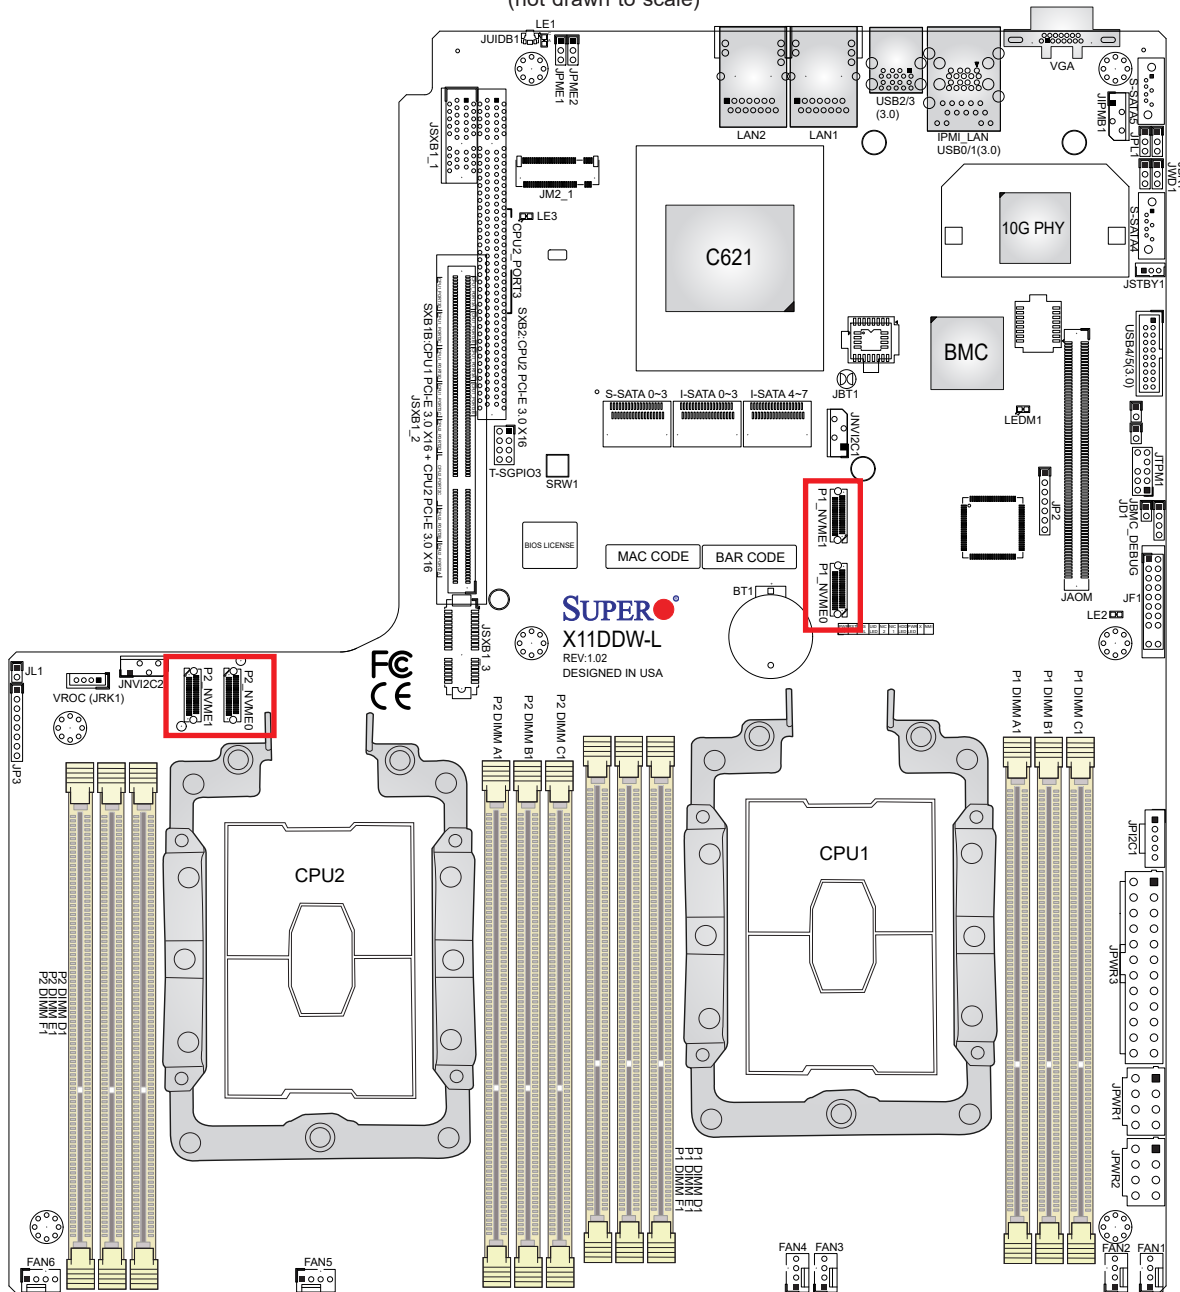 (not drawn to scale)
LE1
JUIDB1
JPME1
JPME2
LAN2
LAN1
USB2/3
(3.0)
IPMI_LAN
USB0/1(3.0)
VGA
S-SATA5
JIPMB1
JPL1
JWD1
JSXB1_1
JM2_1
LE3
C621
10G PHY
S-SATA4
JSTBY1
CPU2_PORT3
SXB2:CPU2 PCI-E 3.0 X16
JSXB1_2
SXB1B:CPU1 PCI-E 3.0 X16 + CPU2 PCI-E 3.0 X16
BMC
USB4/5(3.0)
JBT1
S-SATA 0~3
I-SATA 0~3
I-SATA 4~7
JNVI2C1
LEDM1
T-SGPIO3
SRW1
JTPM1
P1_NVME1
JP2
JD1
JBMC_DEBUG
BIOS LICENSE
MAC CODE
BAR CODE
P1_NVME0
BT1
JAOM
JF1
LE2
SUPER
X11DDW-L
REV:1.02
DESIGNED IN USA
JSXB1_3
FC
CE
JL1
VROC (JRK1)
JNVI2C2
P2_NVME1
P2_NVME0
JP3
P2 DIMM A1
P2 DIMM B1
P2 DIMM C1
P1 DIMM A1
P1 DIMM B1
P1 DIMM C1
JPI2C1
CPU2
CPU1
P2 DIMM D1
P2 DIMM E1
P2 DIMM F1
JPWR3
JPWR1
JPWR2
P1 DIMM D1
P1 DIMM E1
P1 DIMM F1
FAN6
FAN5
FAN4
FAN3
FAN2
FAN1